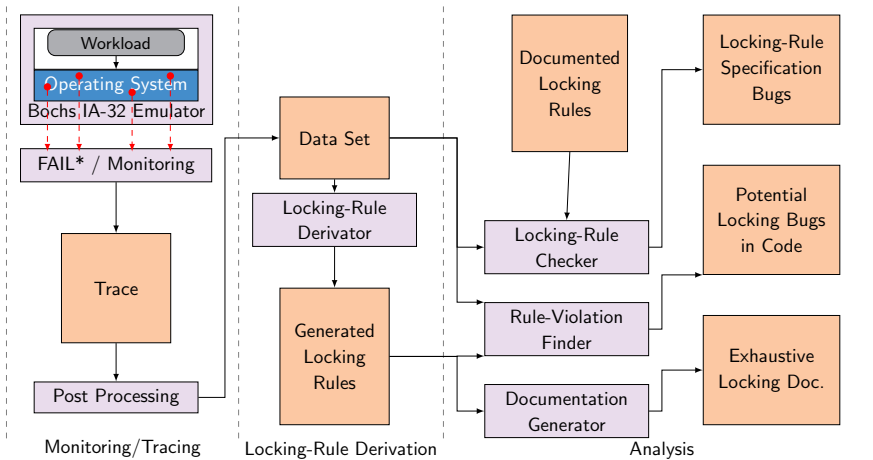 Workload
Operating System
Bochs IA-32 Emulator
FAIL* / Monitoring
Trace
Post Processing
Monitoring/Tracing
Data Set
Locking-Rule
Derivator
Generated
Locking
Rules
Locking-Rule Derivation
Documented
Locking
Rules
Locking-Rule
Checker
Rule-Violation
Finder
Documentation
Generator
Locking-Rule
Specification
Bugs
Potential
Locking Bugs
in Code
Exhaustive
Locking Doc.
Analysis